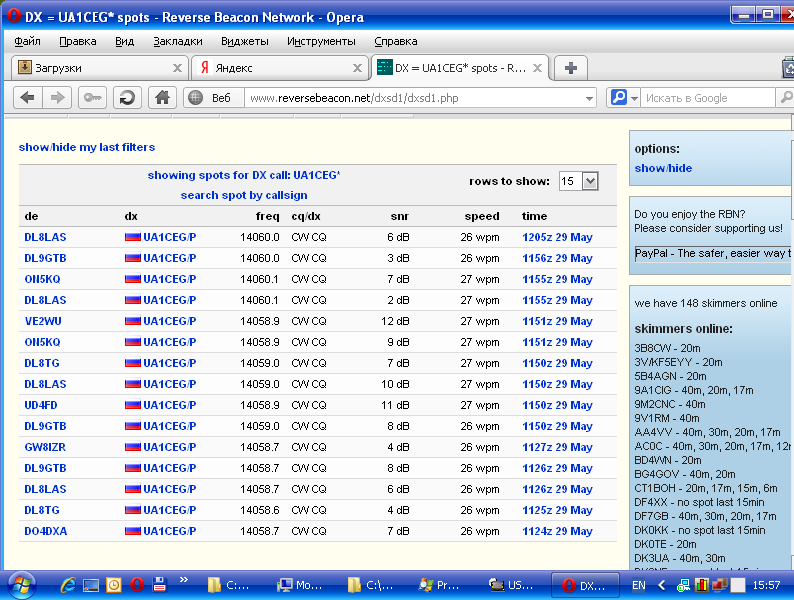 DX = UA1CEG* spots - Reverse Beacon Network - Opera
Файл Правка Вид Закладки Виджеты Инструменты Справка
Загрузки Яндекс DX = UA1CEG* spots - R...
Веб www.reversebeacon.net/dxsd1/dxsd1.php Искать в Google
show/hide my last filters
showing spots for DX call: UA1CEG*
search spot by callsign
rows to show: 15
de dx freq cq/dx snr speed time
DL8LAS UA1CEG/P 14060.0 CW CQ 6 dB 26 wpm 1205z 29 May
DL9GTB UA1CEG/P 14060.0 CW CQ 3 dB 26 wpm 1156z 29 May
ON5KQ UA1CEG/P 14060.1 CW CQ 7 dB 27 wpm 1155z 29 May
DL8LAS UA1CEG/P 14060.1 CW CQ 2 dB 27 wpm 1155z 29 May
VE2WU UA1CEG/P 14058.9 CW CQ 12 dB 27 wpm 1151z 29 May
ON5KQ UA1CEG/P 14058.9 CW CQ 9 dB 27 wpm 1151z 29 May
DL8TG UA1CEG/P 14059.0 CW CQ 7 dB 27 wpm 1150z 29 May
DL8LAS UA1CEG/P 14059.0 CW CQ 10 dB 27 wpm 1150z 29 May
UD4FD UA1CEG/P 14058.9 CW CQ 11 dB 27 wpm 1150z 29 May
DL9GTB UA1CEG/P 14059.0 CW CQ 8 dB 26 wpm 1150z 29 May
GW8IZR UA1CEG/P 14058.7 CW CQ 4 dB 26 wpm 1127z 29 May
DL9GTB UA1CEG/P 14058.7 CW CQ 8 dB 26 wpm 1126z 29 May
DL8LAS UA1CEG/P 14058.7 CW CQ 6 dB 26 wpm 1126z 29 May
DL8TG UA1CEG/P 14058.6 CW CQ 4 dB 26 wpm 1125z 29 May
DO4DXA UA1CEG/P 14058.7 CW CQ 7 dB 26 wpm 1124z 29 May
options:
show/hide
Do you enjoy the RBN?
Please consider supporting us!
PayPal - The safer, easier way t
we have 148 skimmers online
skimmers online:
3B8CW - 20m
3V/KF5EYY - 20m
5B4AGN - 20m
9A1CIG - 40m, 20m, 17m
9M2CNC - 40m
9V1RM - 40m
AA4VV - 40m, 30m, 20m, 17m
AC0C - 40m, 30m, 20m, 17m, 12m
BD4WN - 20m
BG4GOV - 40m, 20m
CT1BOH - 20m, 17m, 15m, 6m
DF4XX - no spot last 15min
DF7GB - 40m, 30m, 20m, 17m
DK0KK - no spot last 15min
DK0TE - 20m
DK3UA - 40m, 30m
C:... Mo... C:\... Pr... US... DX... EN 15:57